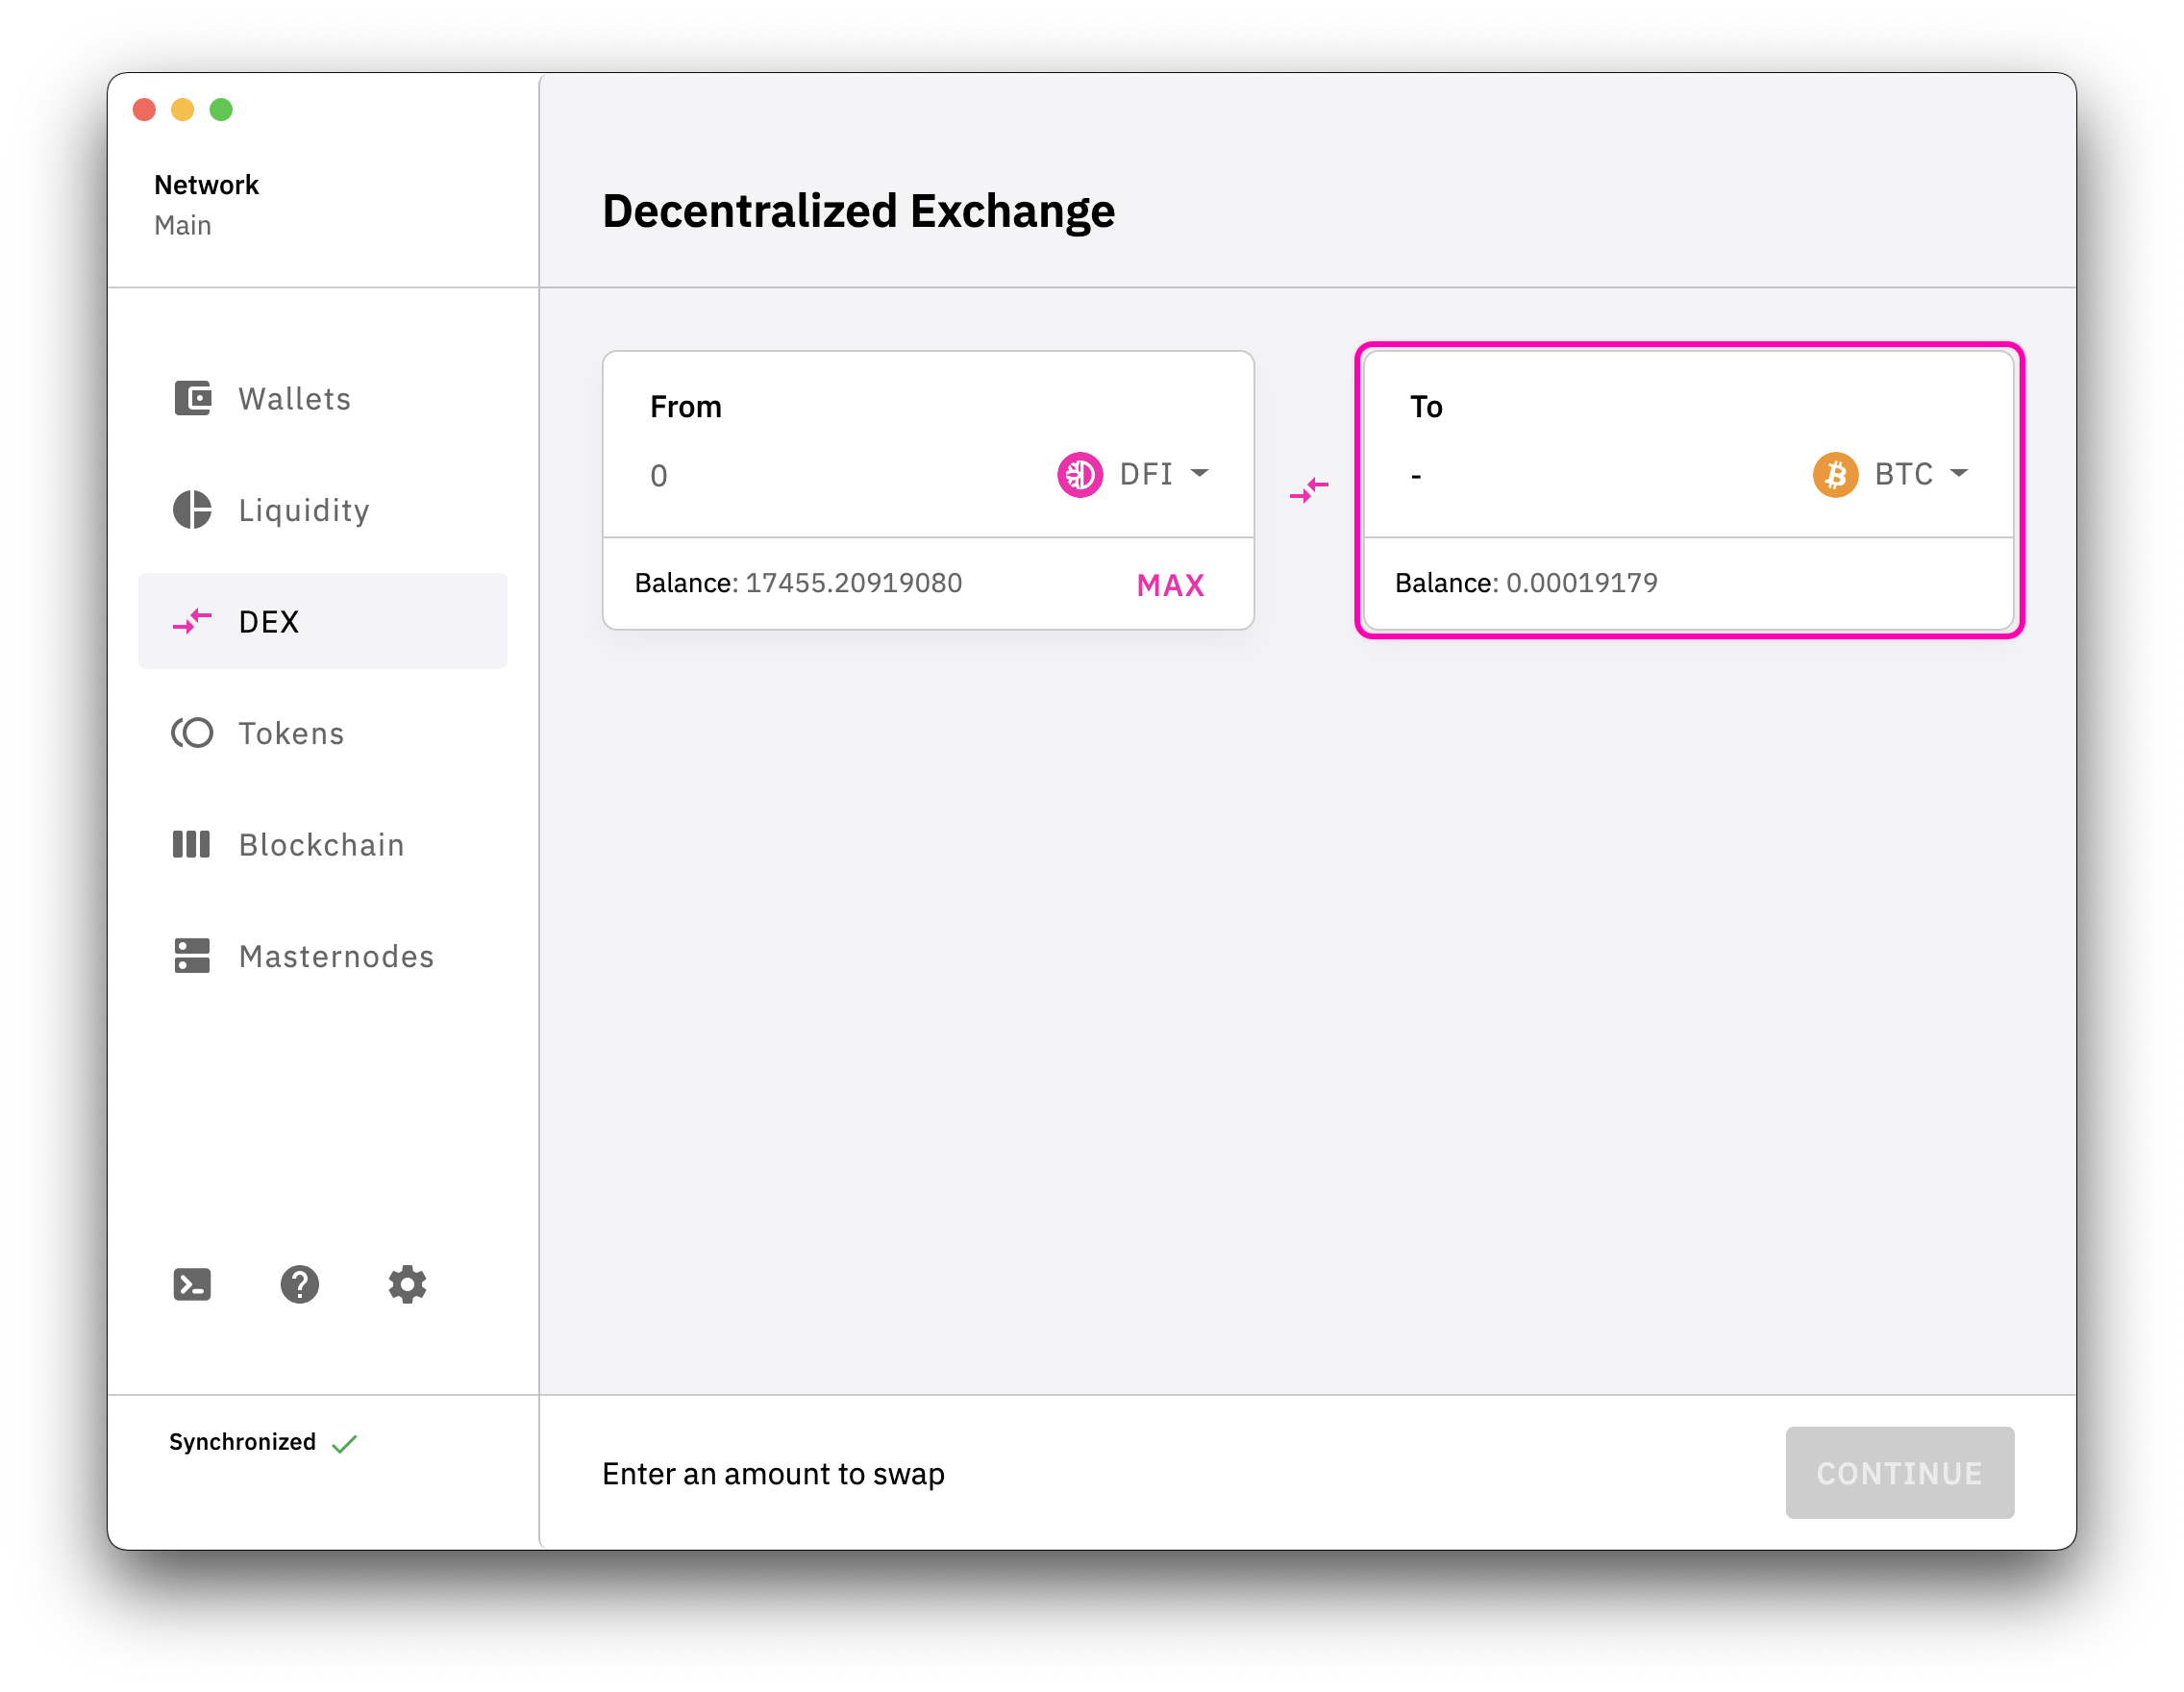 Network
Main
Decentralized Exchange
Wallets
Liquidity
DEX
Tokens
Blockchain
Masternodes
From
0
DFI
Balance: 17455.20919080
MAX
To
-
BTC
Balance: 0.00019179
Synchronized
Enter an amount to swap
CONTINUE